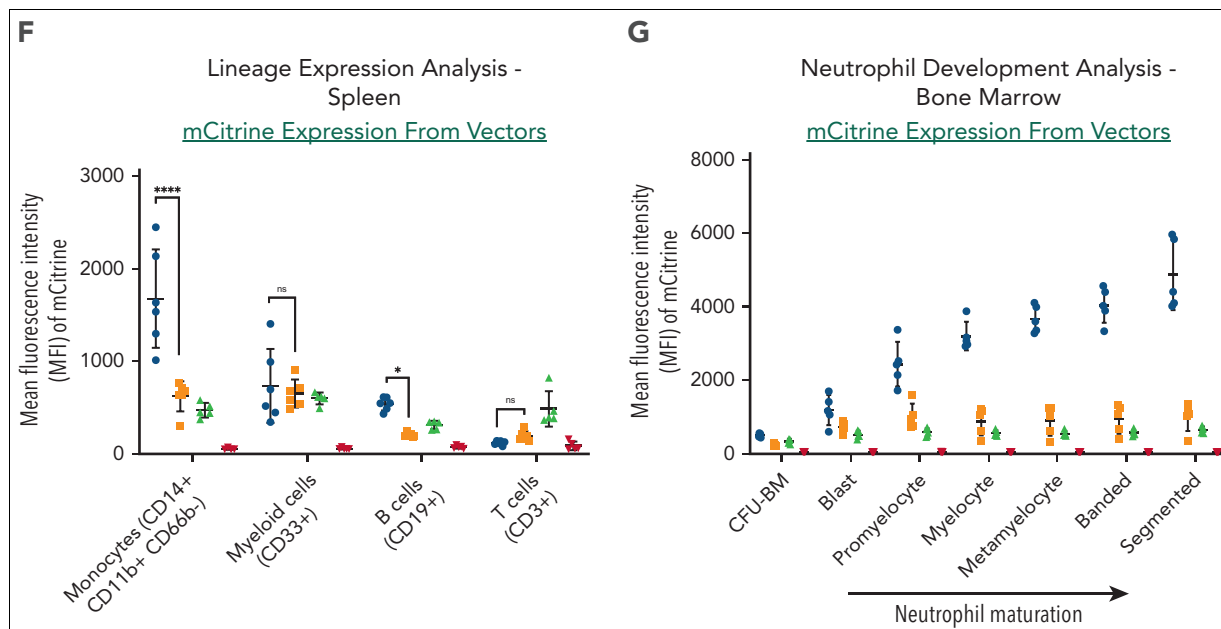 F
Lineage Expression Analysis -
Spleen
mCitrine Expression From Vectors
Mean fluorescence intensity
(MFI) of mCitrine
3000
2000
1000
0
****
ns
*
ns
Monocytes (CD14+
CD11b+ CD66b-)
Myeloid cells
(CD33+)
B cells
(CD19+)
T cells
(CD3+)
G
Neutrophil Development Analysis -
Bone Marrow
mCitrine Expression From Vectors
Mean fluorescence intensity
(MFI) of mCitrine
8000
6000
4000
2000
0
CFU-BM
Blast
Promyelocyte
Myelocyte
Metamyelocyte
Banded
Segmented
Neutrophil maturation